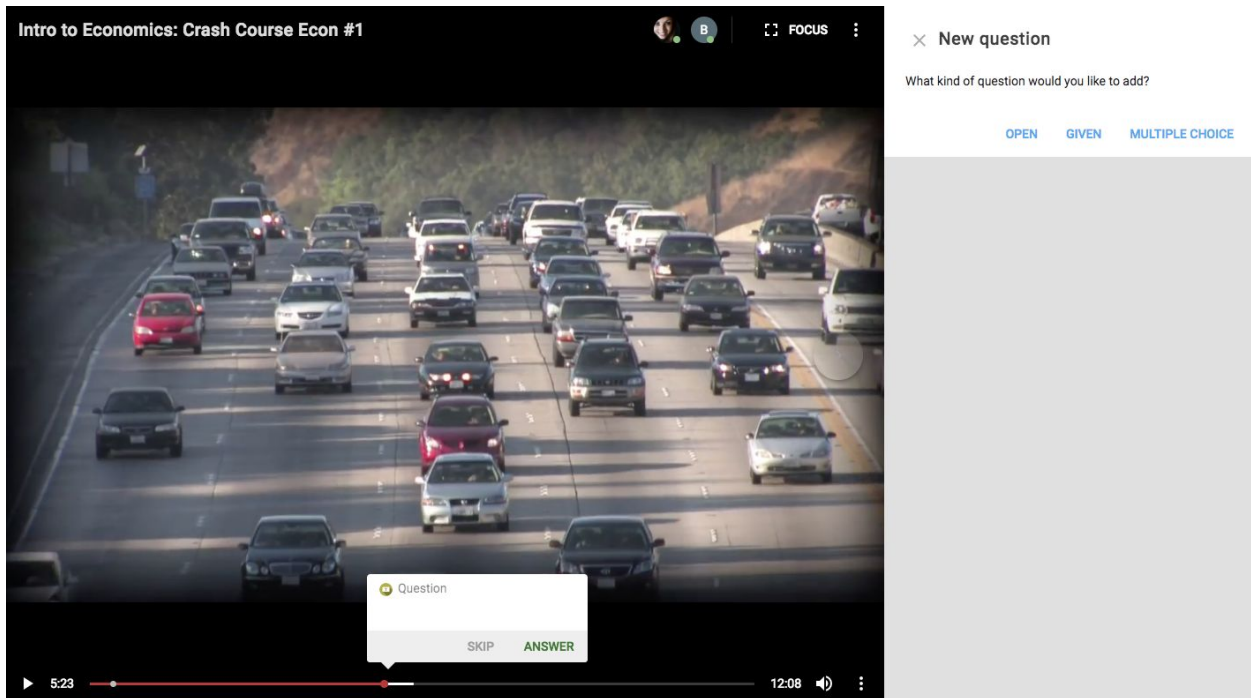 Intro to Economics: Crash Course Econ #1
B
FOCUS
New question
What kind of question would you like to add?
OPEN GIVEN MULTIPLE CHOICE
Question
SKIP ANSWER
5:23
12:08